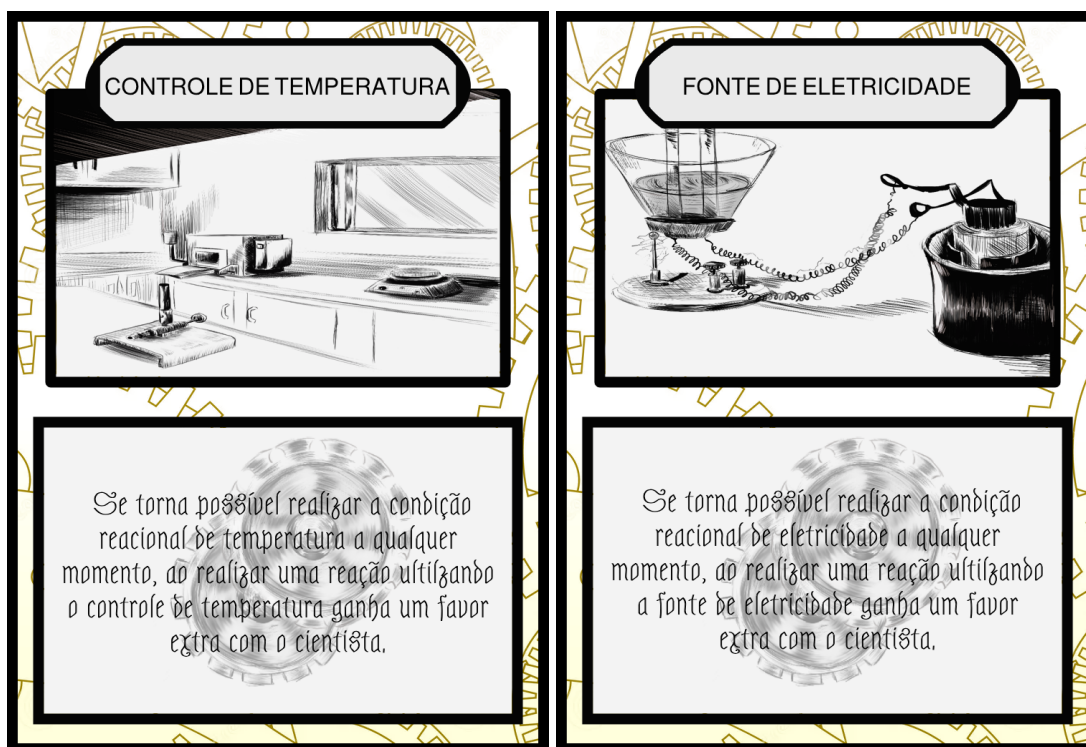 CONTROLE DE TEMPERATURA
Se torna possível realizar a condição
reacional de temperatura a qualquer
momento, ao realizar uma reação ultilzando
o controle de temperatura ganha um favor
extra com o cientista.
FONTE DE ELETRICIDADE
Se torna possível realizar a condição
reacional de eletricidade a qualquer
momento, ao realizar uma reação ultilzando
a fonte de eletricidade ganha um favor
extra com o cientista.